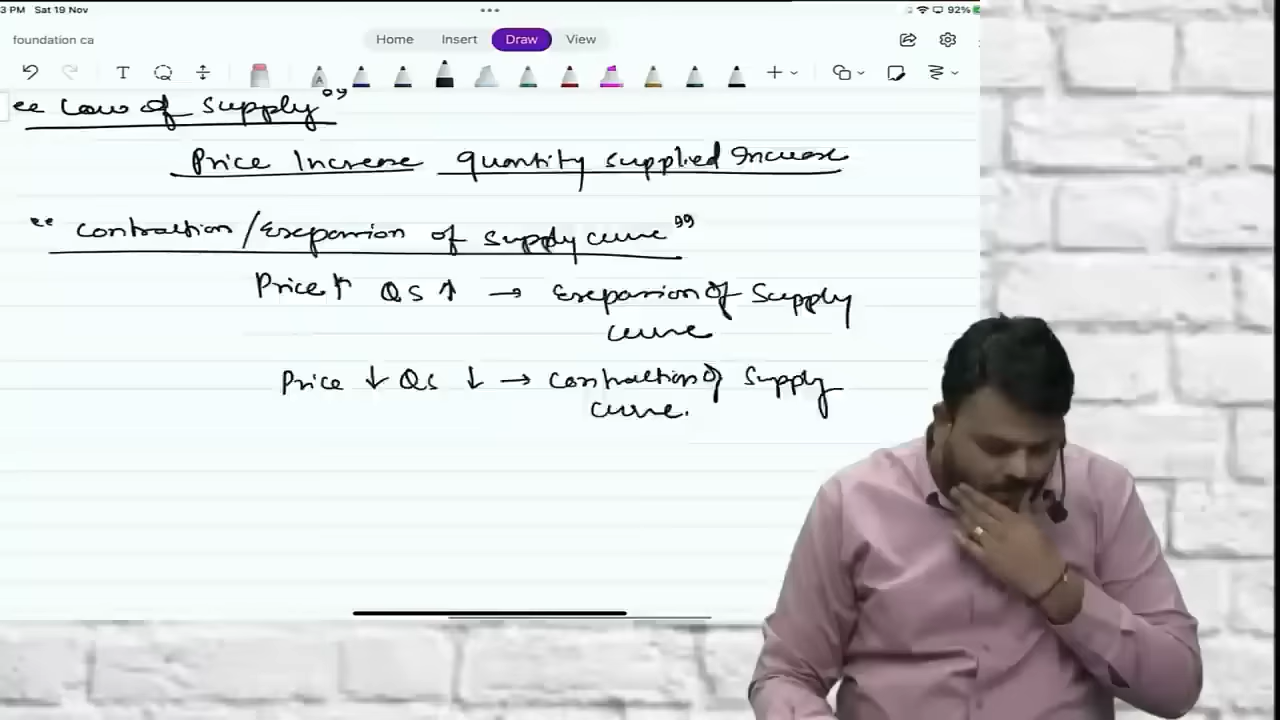 3 PM Sat 19 Nov 92%
foundation ca Home Insert Draw View
"Law of Supply"
Price Increase quantity supplied Increase
"Contraction/Expansion of Supply curve"
Price ↑ QS ↑ → Expansion of Supply
curve
Price ↓ QS ↓ → Contraction of Supply
curve.